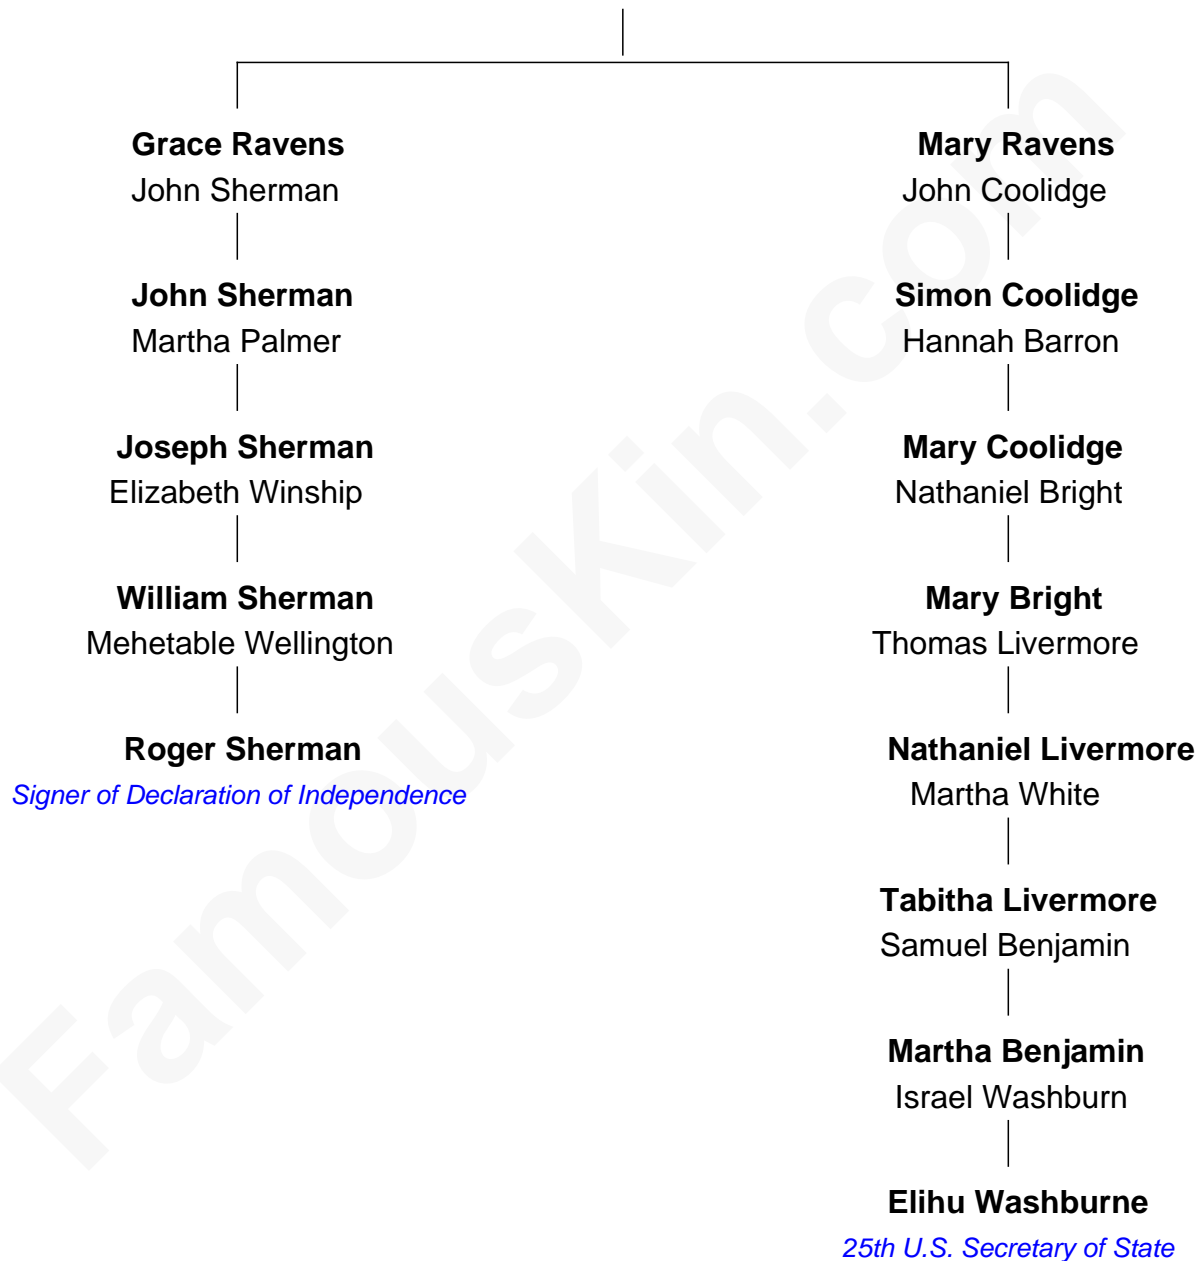 Grace Ravens
John Sherman
John Sherman
Martha Palmer
Joseph Sherman
Elizabeth Winship
William Sherman
Mehetable Wellington
Roger Sherman
Signer of Declaration of Independence
Mary Ravens
John Coolidge
Simon Coolidge
Hannah Barron
Mary Coolidge
Nathaniel Bright
Mary Bright
Thomas Livermore
Nathaniel Livermore
Martha White
Tabitha Livermore
Samuel Benjamin
Martha Benjamin
Israel Washburn
Elihu Washburne
25th U.S. Secretary of State
FamousKin.com